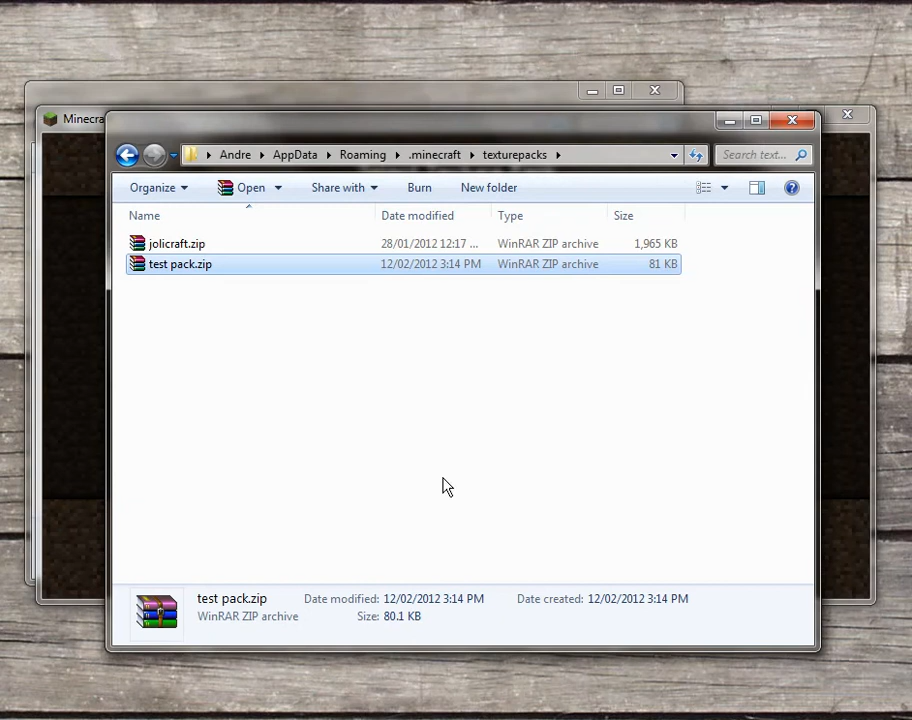 Minec
Andre AppData Roaming .minecraft texturepacks Search text...
Organize Open Share with Burn New folder
Name Date modified Type Size
jolicraft.zip 28/01/2012 12:17 ... WinRAR ZIP archive 1,965 KB
test pack.zip 12/02/2012 3:14 PM WinRAR ZIP archive 81 KB
test pack.zip Date modified: 12/02/2012 3:14 PM Date created: 12/02/2012 3:14 PM
WinRAR ZIP archive Size: 80.1 KB